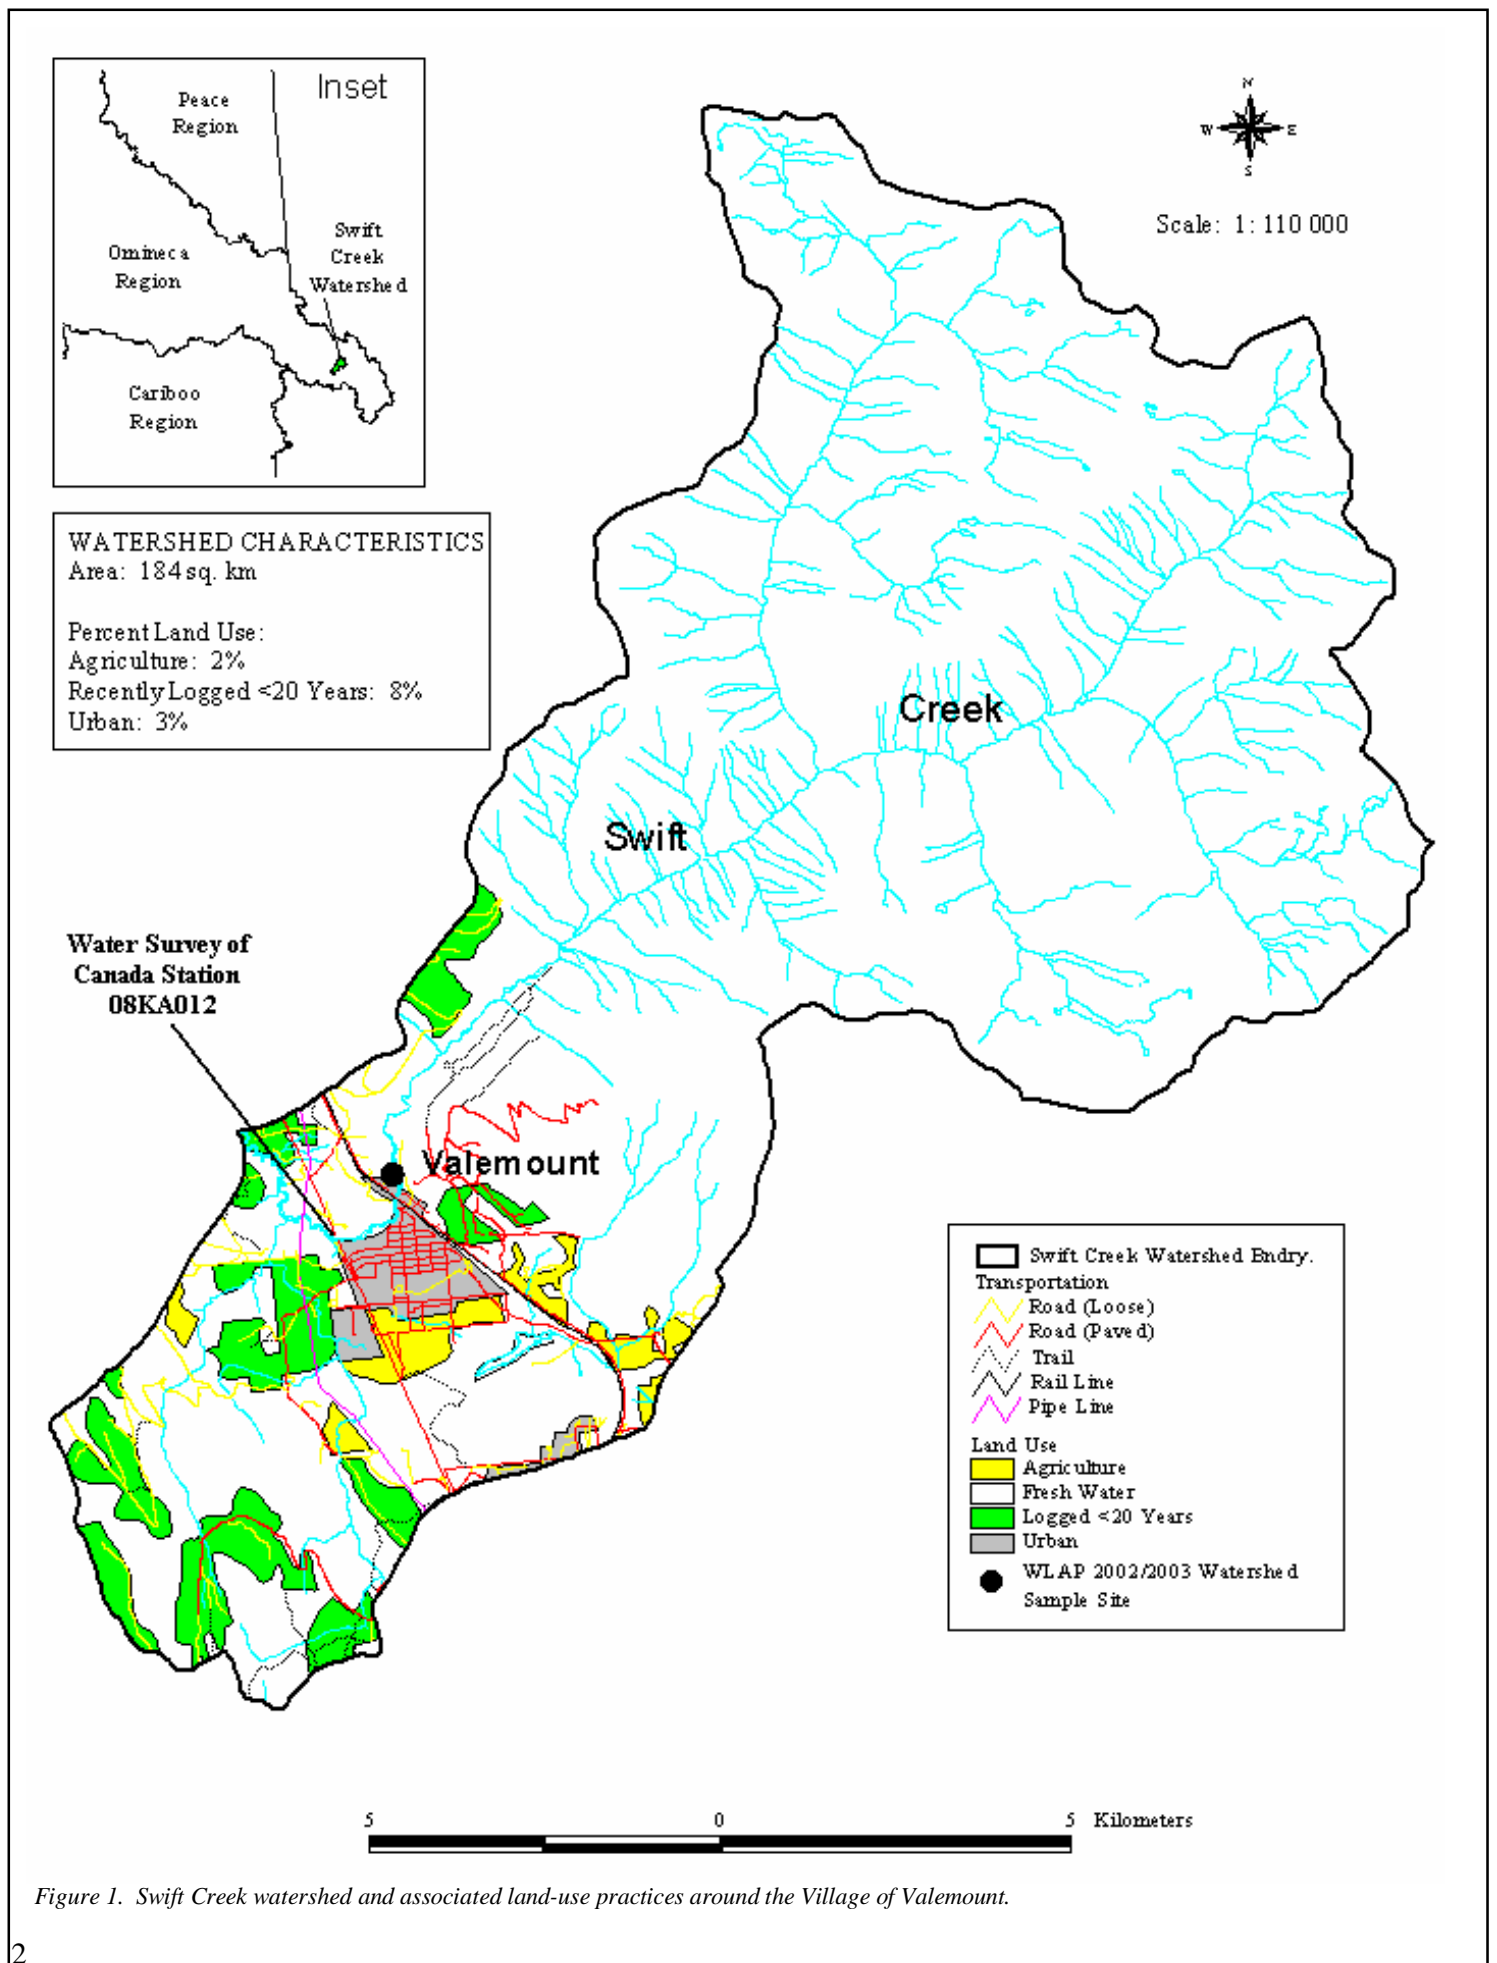 Inset
Peace
Region
Swift
Creek
Watershed
Omineca
Region
Cariboo
Region
N
W E
S
Scale: 1: 110 000
WATERSHED CHARACTERISTICS
Area: 184 sq. km
Percent Land Use:
Agriculture: 2%
Recently Logged <20 Years: 8%
Urban: 3%
Creek
Swift
Water Survey of
Canada Station
08KA012
Valemount
Swift Creek Watershed Bndry.
Transportation
Road (Loose)
Road (Paved)
Trail
Rail Line
Pipe Line
Land Use
Agriculture
Fresh Water
Logged <20 Years
Urban
WLAP 2002/2003 Watershed
Sample Site
5 0 5 Kilometers
Figure 1. Swift Creek watershed and associated land-use practices around the Village of Valemount.
2